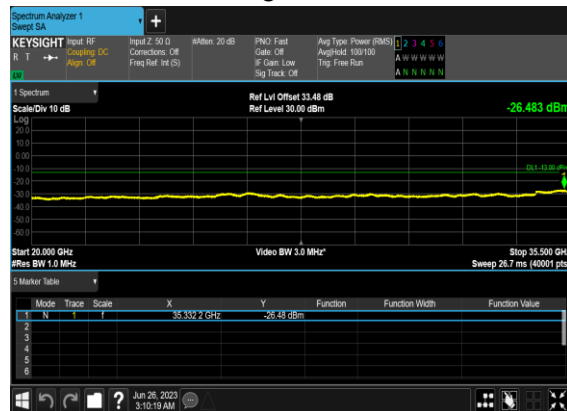 Spectrum Analyzer 1
Swept SA
KEYSIGHT Input: RF Input Z: 50 Ω #Atten: 20 dB PNO: Fast Avg Type: Power (RMS) 1 2 3 4 5 6
R T Coupling: DC Corrections: Off Gate: Off Avg|Hold: 100/100 A W W W W W
Align: Off Freq Ref: Int (S) IF Gain: Low Trig: Free Run
Sig Track: Off A N N N N N
1 Spectrum Ref Lvl Offset 33.48 dB
Scale/Div 10 dB Ref Level 30.00 dBm -26.483 dBm
Log
20.0
10.0
0.00
-10.0 DL1 -13.00 dBm
-20.0
-30.0
-40.0
-50.0
-60.0
Start 20.000 GHz Video BW 3.0 MHz* Stop 35.500 GHz
#Res BW 1.0 MHz Sweep 26.7 ms (40001 pts)
5 Marker Table
Mode Trace Scale X Y Function Function Width Function Value
1 N 1 f 35.332 2 GHz -26.48 dBm
2
3
4
5
6
? Jun 26, 2023
3:10:19 AM